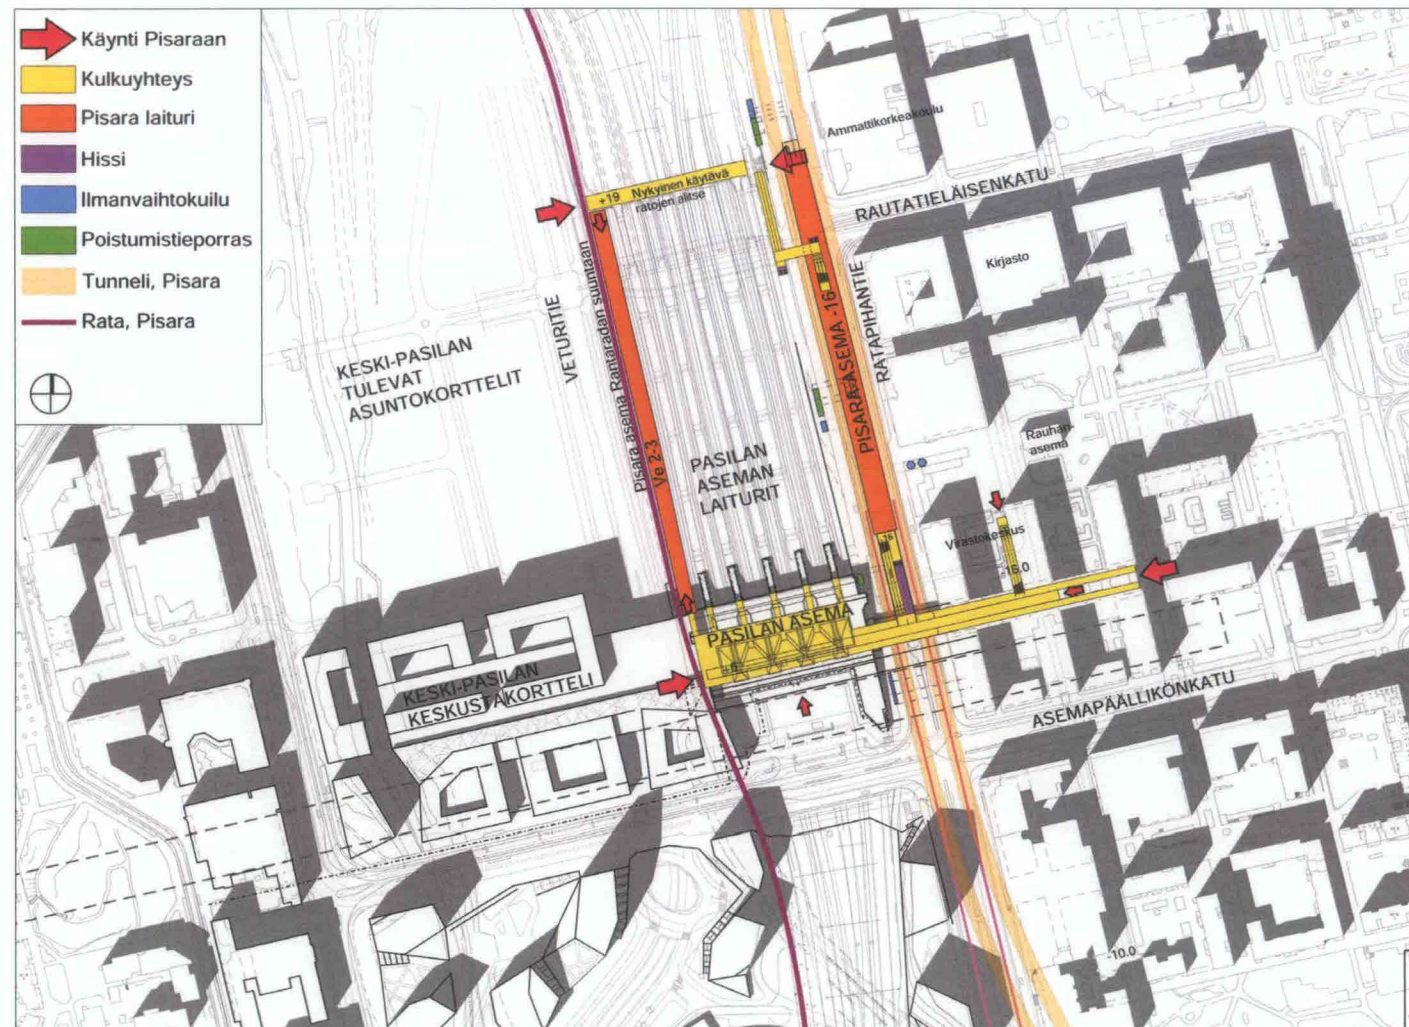 Käynti Pisaraan
Kulkuyhteys
Pisara laituri
Hissi
Ilmanvaihtokuilu
Poistumistieporras
Tunneli, Pisara
Rata, Pisara
Ammattikorkeakoulu
+19 Nykyinen käytävä
ratojen alitse
RAUTATIELÄISENKATU
Kirjasto
VETURITIE
Pisara asema Rantaradan suuntaan
Ve 2-3
PISARA-ASEMA -16
RATAPIHANTIE
KESKI-PASILAN
TULEVAT
ASUNTOKORTTELIT
PASILAN
ASEMAN
LAITURIT
Rauhan-
asema
Virastokeskus
-16.0
PASILAN ASEMA
KESKI-PASILAN
KESKUSTAKORTTELI
ASEMAPÄÄLLIKÖNKATU
-10.0